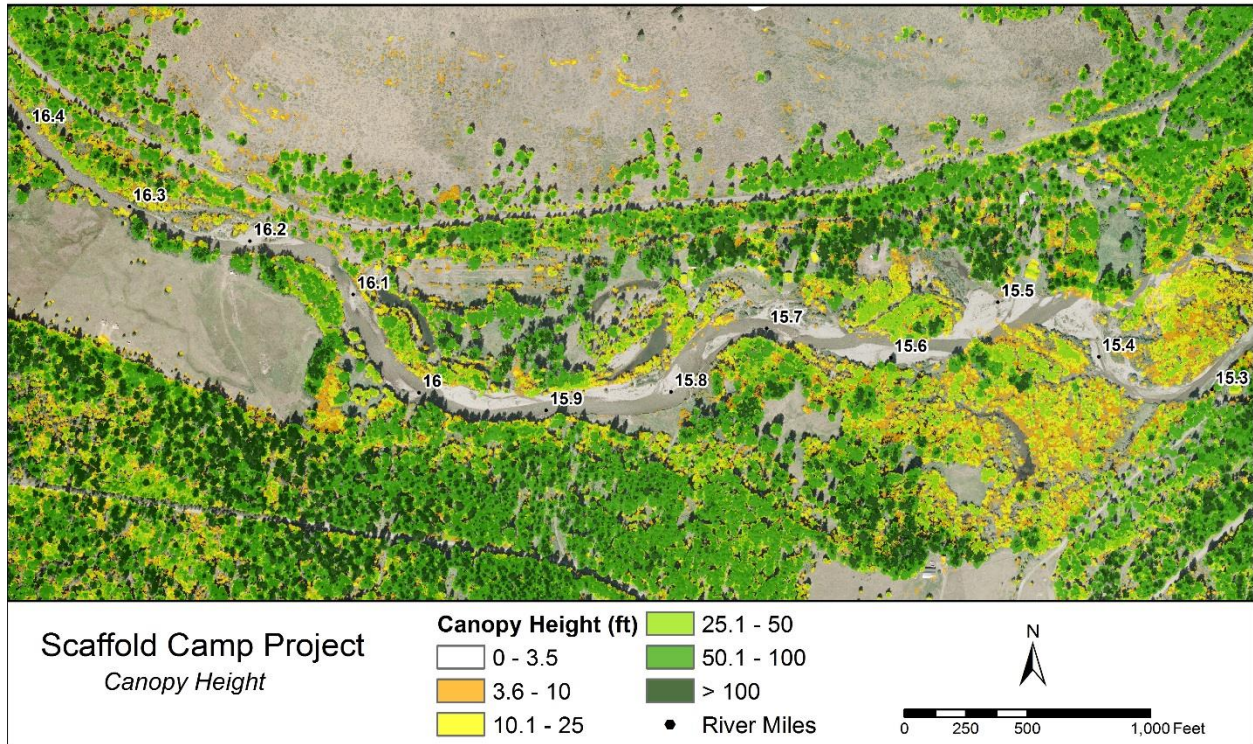 16.4
16.3
16.2
16.1
16
15.9
15.8
15.7
15.6
15.5
15.4
15.3
Scaffold Camp Project
Canopy Height
Canopy Height (ft)
0 - 3.5
3.6 - 10
10.1 - 25
25.1 - 50
50.1 - 100
> 100
River Miles
N
0 250 500 1,000 Feet